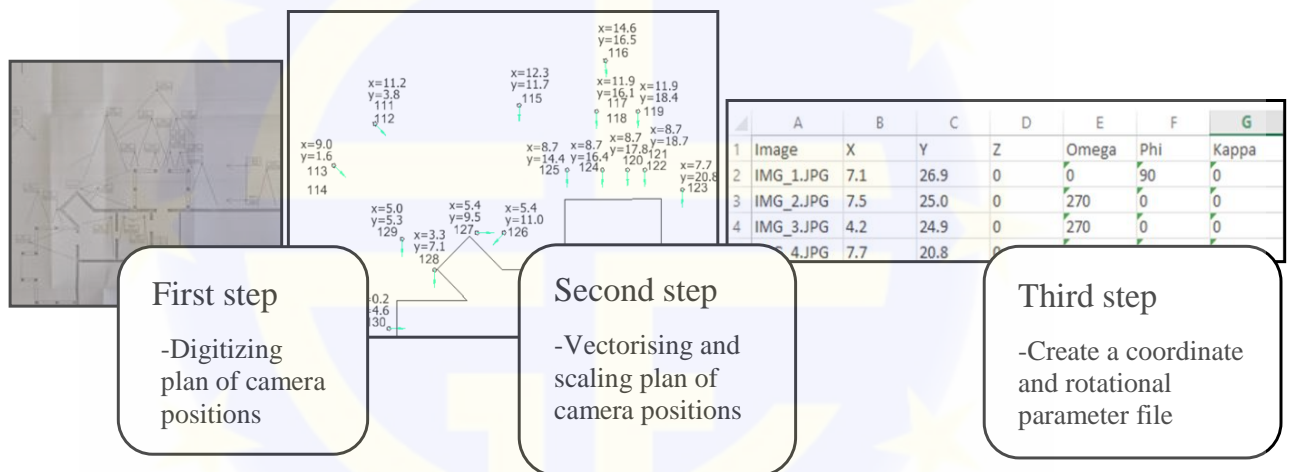 x=14.6
y=16.5
116
x=11.2
y=3.8
111
112
x=12.3
y=11.7
115
x=11.9
y=16.1
117
118
x=11.9
y=18.4
119
x=9.0
y=1.6
113
114
x=8.7
y=14.4
125
x=8.7
y=16.4
124
x=8.7
y=17.8
120
x=8.7
y=18.7
121
122
x=7.7
y=20.8
123
x=5.0
y=5.3
129
x=3.3
y=7.1
128
x=5.4
y=9.5
127
x=5.4
y=11.0
126
=0.2
4.6
130
A B C D E F G
1 Image X Y Z Omega Phi Kappa
2 IMG_1.JPG 7.1 26.9 0 0 90 0
3 IMG_2.JPG 7.5 25.0 0 270 0 0
4 IMG_3.JPG 4.2 24.9 0 270 0 0
4.JPG 7.7 20.8
First step
-Digitizing
plan of camera
positions
Second step
-Vectorising and
scaling plan of
camera positions
Third step
-Create a coordinate
and rotational
parameter file